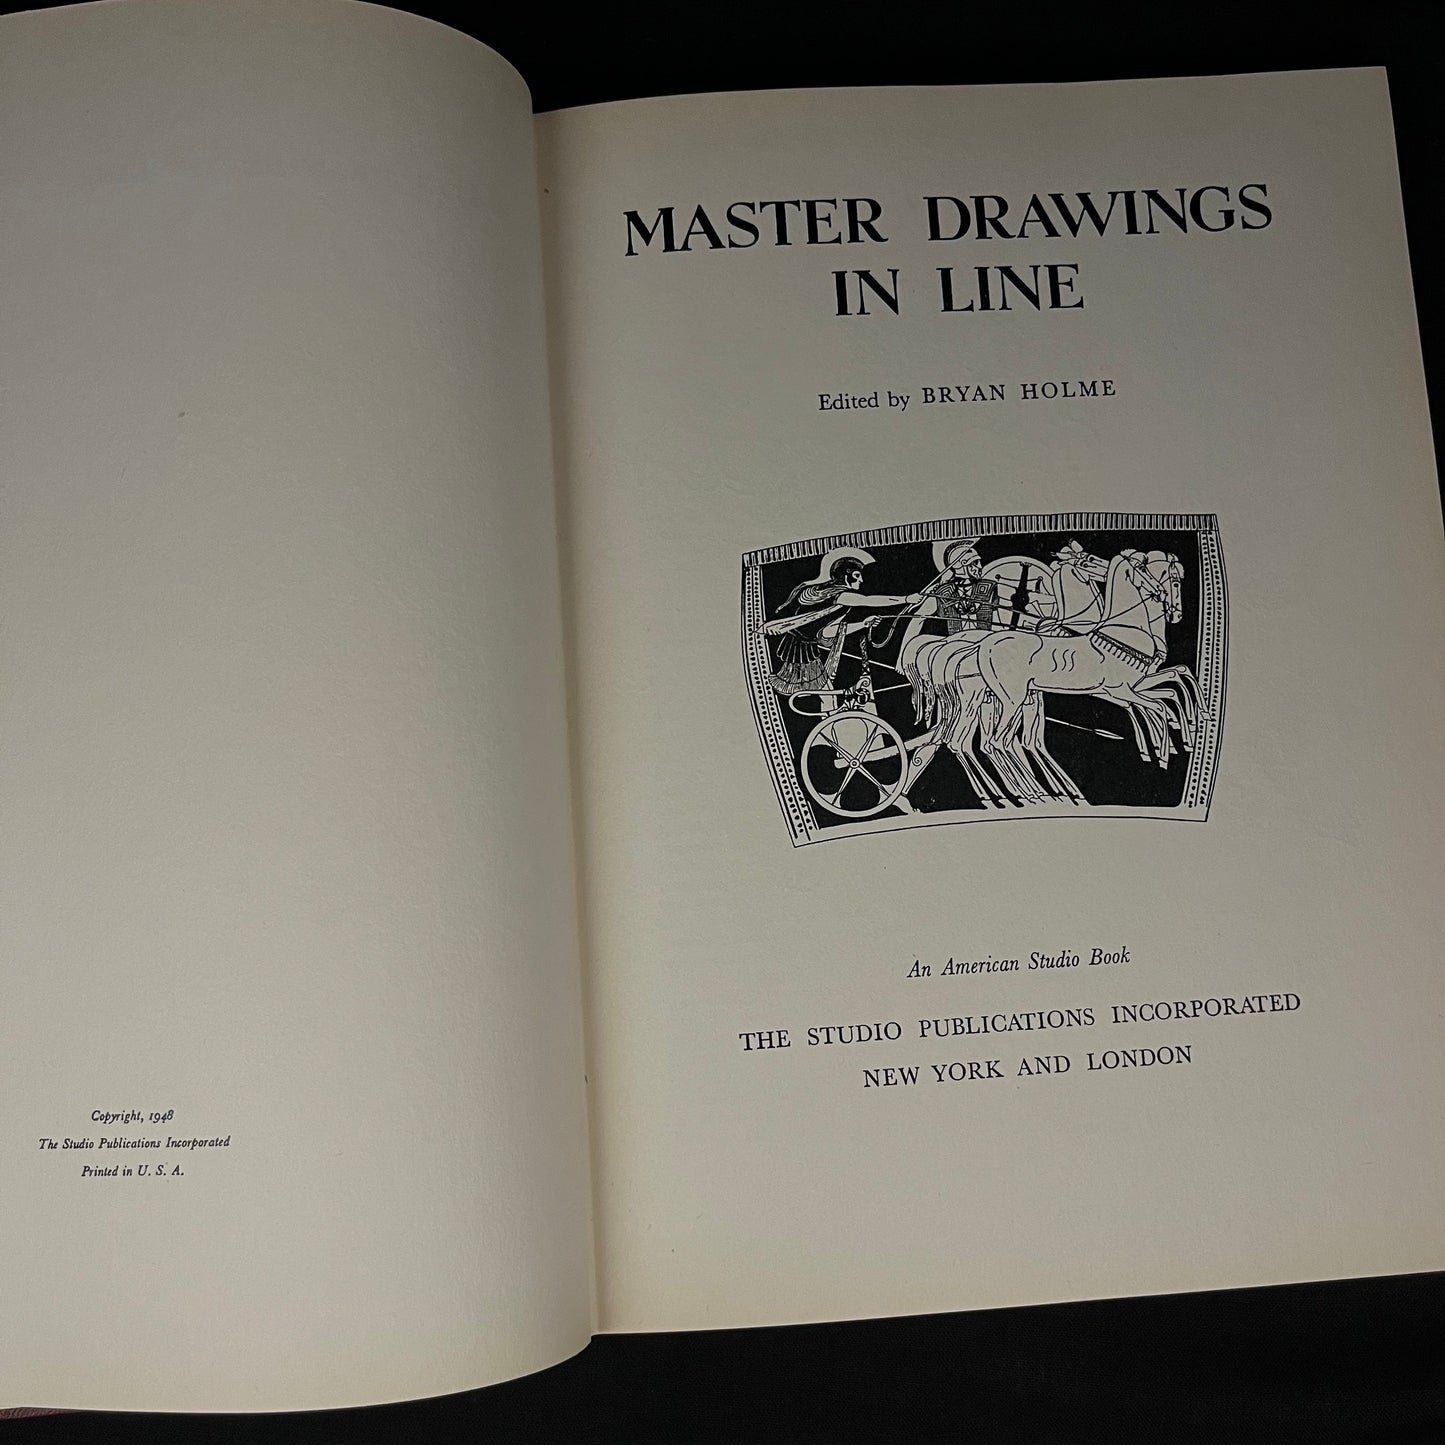 Copyright, 1948
The Studio Publications Incorporated
Printed in U. S. A.
MASTER DRAWINGS
IN LINE
Edited by BRYAN HOLME
An American Studio Book
THE STUDIO PUBLICATIONS INCORPORATED
NEW YORK AND LONDON